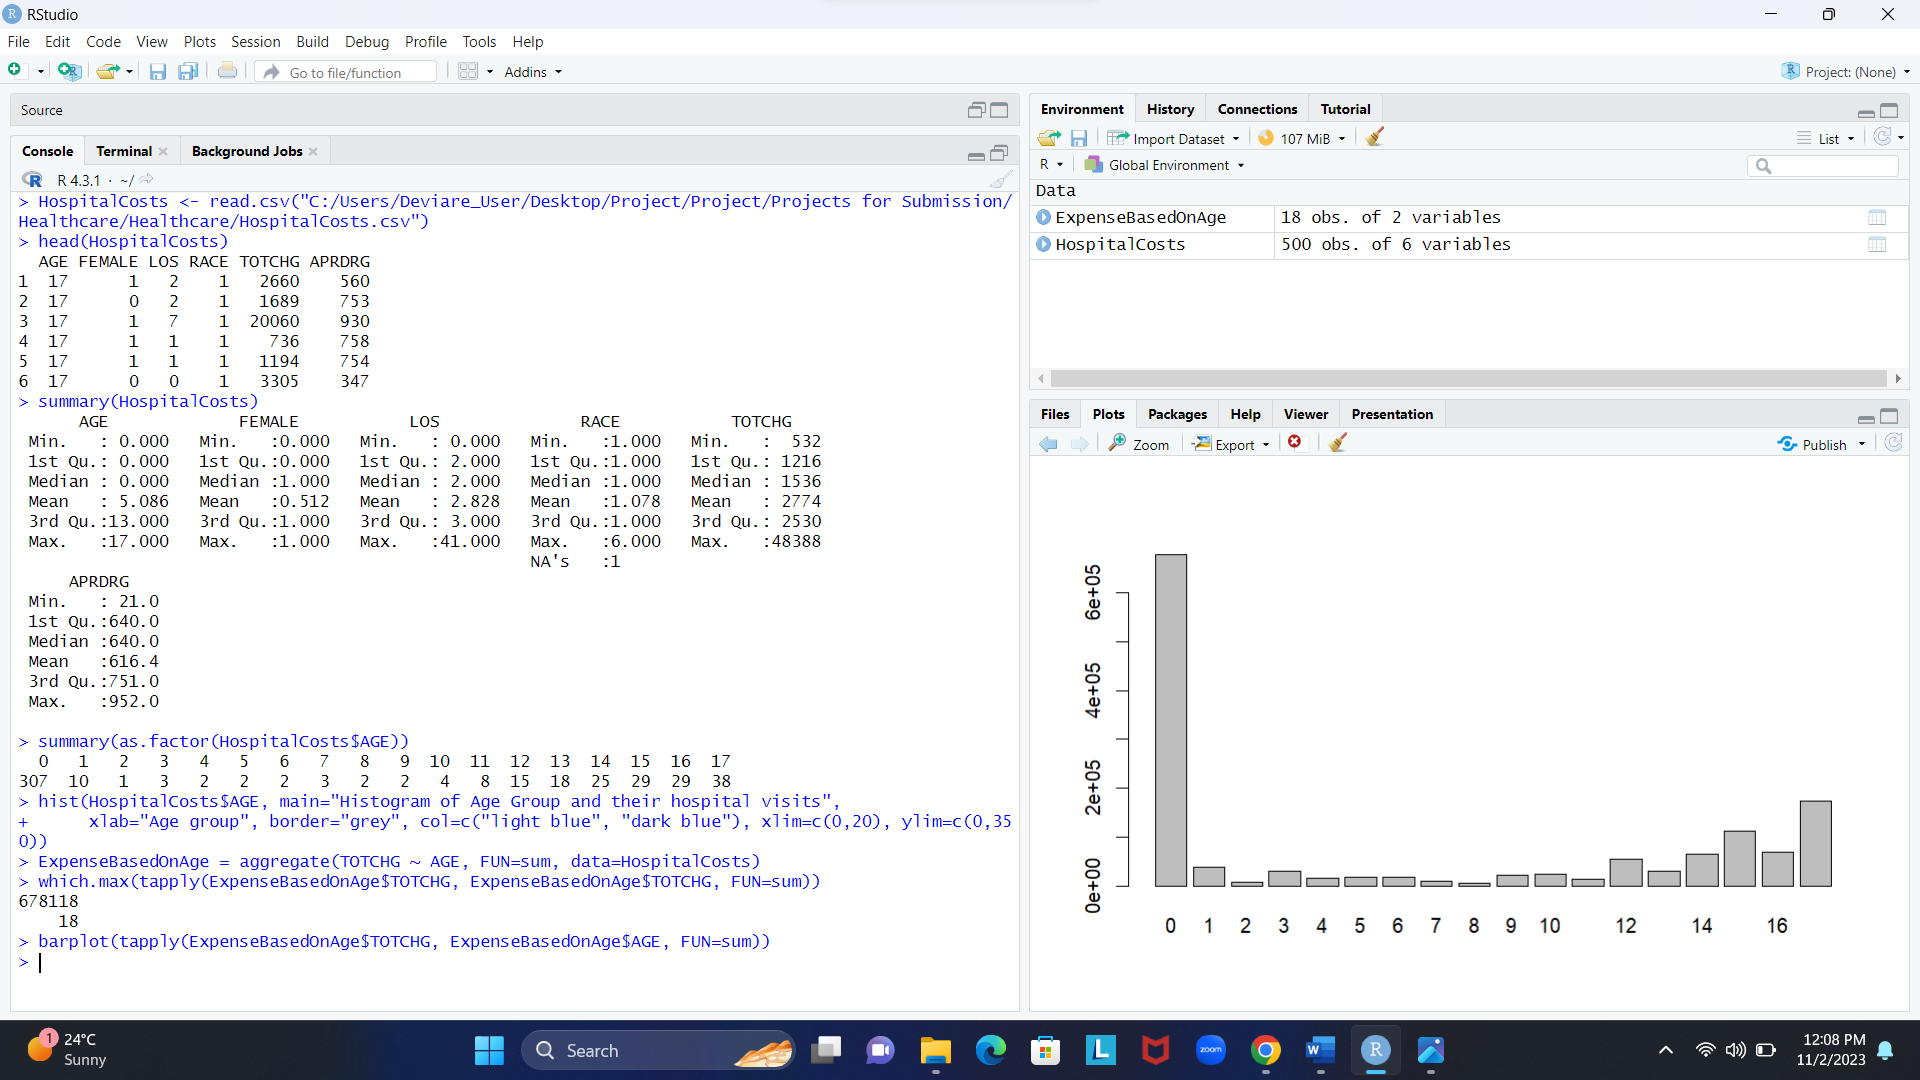 RStudio
File Edit Code View Plots Session Build Debug Profile Tools Help
Go to file/function Addins Project: (None)
Source
Console Terminal Background Jobs
R 4.3.1 · ~/
> HospitalCosts <- read.csv("C:/Users/Deviare_User/Desktop/Project/Project/Projects for Submission/
Healthcare/Healthcare/HospitalCosts.csv")
> head(HospitalCosts)
  AGE FEMALE LOS RACE TOTCHG APRDRG
1  17      1   2    1   2660    560
2  17      0   2    1   1689    753
3  17      1   7    1  20060    930
4  17      1   1    1    736    758
5  17      1   1    1   1194    754
6  17      0   0    1   3305    347
> summary(HospitalCosts)
      AGE             FEMALE           LOS              RACE           TOTCHG
 Min.   : 0.000   Min.   :0.000   Min.   : 0.000   Min.   :1.000   Min.   :  532
 1st Qu.: 0.000   1st Qu.:0.000   1st Qu.: 2.000   1st Qu.:1.000   1st Qu.: 1216
 Median : 0.000   Median :1.000   Median : 2.000   Median :1.000   Median : 1536
 Mean   : 5.086   Mean   :0.512   Mean   : 2.828   Mean   :1.078   Mean   : 2774
 3rd Qu.:13.000   3rd Qu.:1.000   3rd Qu.: 3.000   3rd Qu.:1.000   3rd Qu.: 2530
 Max.   :17.000   Max.   :1.000   Max.   :41.000   Max.   :6.000   Max.   :48388
 NA's   :1
     APRDRG
 Min.   : 21.0
 1st Qu.:640.0
 Median :640.0
 Mean   :616.4
 3rd Qu.:751.0
 Max.   :952.0
> summary(as.factor(HospitalCosts$AGE))
  0   1   2   3   4   5   6   7   8   9  10  11  12  13  14  15  16  17
307  10   1   3   2   2   2   3   2   2   4   8  15  18  25  29  29  38
> hist(HospitalCosts$AGE, main="Histogram of Age Group and their hospital visits",
+      xlab="Age group", border="grey", col=c("light blue", "dark blue"), xlim=c(0,20), ylim=c(0,35
0))
> ExpenseBasedOnAge = aggregate(TOTCHG ~ AGE, FUN=sum, data=HospitalCosts)
> which.max(tapply(ExpenseBasedOnAge$TOTCHG, ExpenseBasedOnAge$TOTCHG, FUN=sum))
678118
    18
> barplot(tapply(ExpenseBasedOnAge$TOTCHG, ExpenseBasedOnAge$AGE, FUN=sum))
>
Environment History Connections Tutorial
Import Dataset 107 MiB List
R Global Environment
Data
ExpenseBasedOnAge 18 obs. of 2 variables
HospitalCosts 500 obs. of 6 variables
Files Plots Packages Help Viewer Presentation
Zoom Export Publish
6e+05
4e+05
2e+05
0e+00
0 1 2 3 4 5 6 7 8 9 10 12 14 16
1
24°C
Sunny
Search
L
zoom
W
R
12:08 PM
11/2/2023